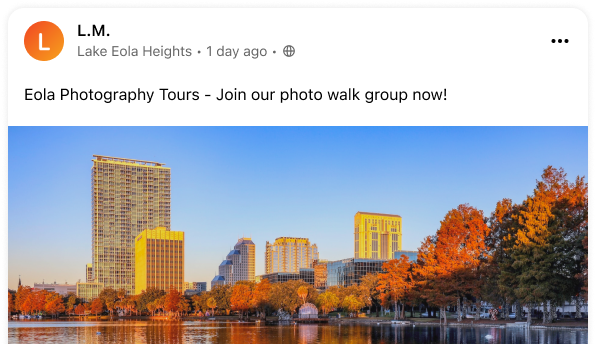 L
L.M.
Lake Eola Heights • 1 day ago •
Eola Photography Tours - Join our photo walk group now!